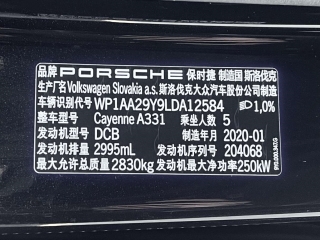 品牌 PORSCHE 保时捷 制造国 斯洛伐克
生产厂名 Volkswagen Slovakia a.s. 斯洛伐克大众汽车股份制造
车辆识别代号 WP1AA29Y9LDA12584 1,0%
整车型号 Cayenne A331 乘坐人数 5
发动机型号 DCB 制造年月 2020-01
发动机排量 2995mL 发动机序号 204068
最大允许总质量 2830kg 发动机最大净功率 250kW